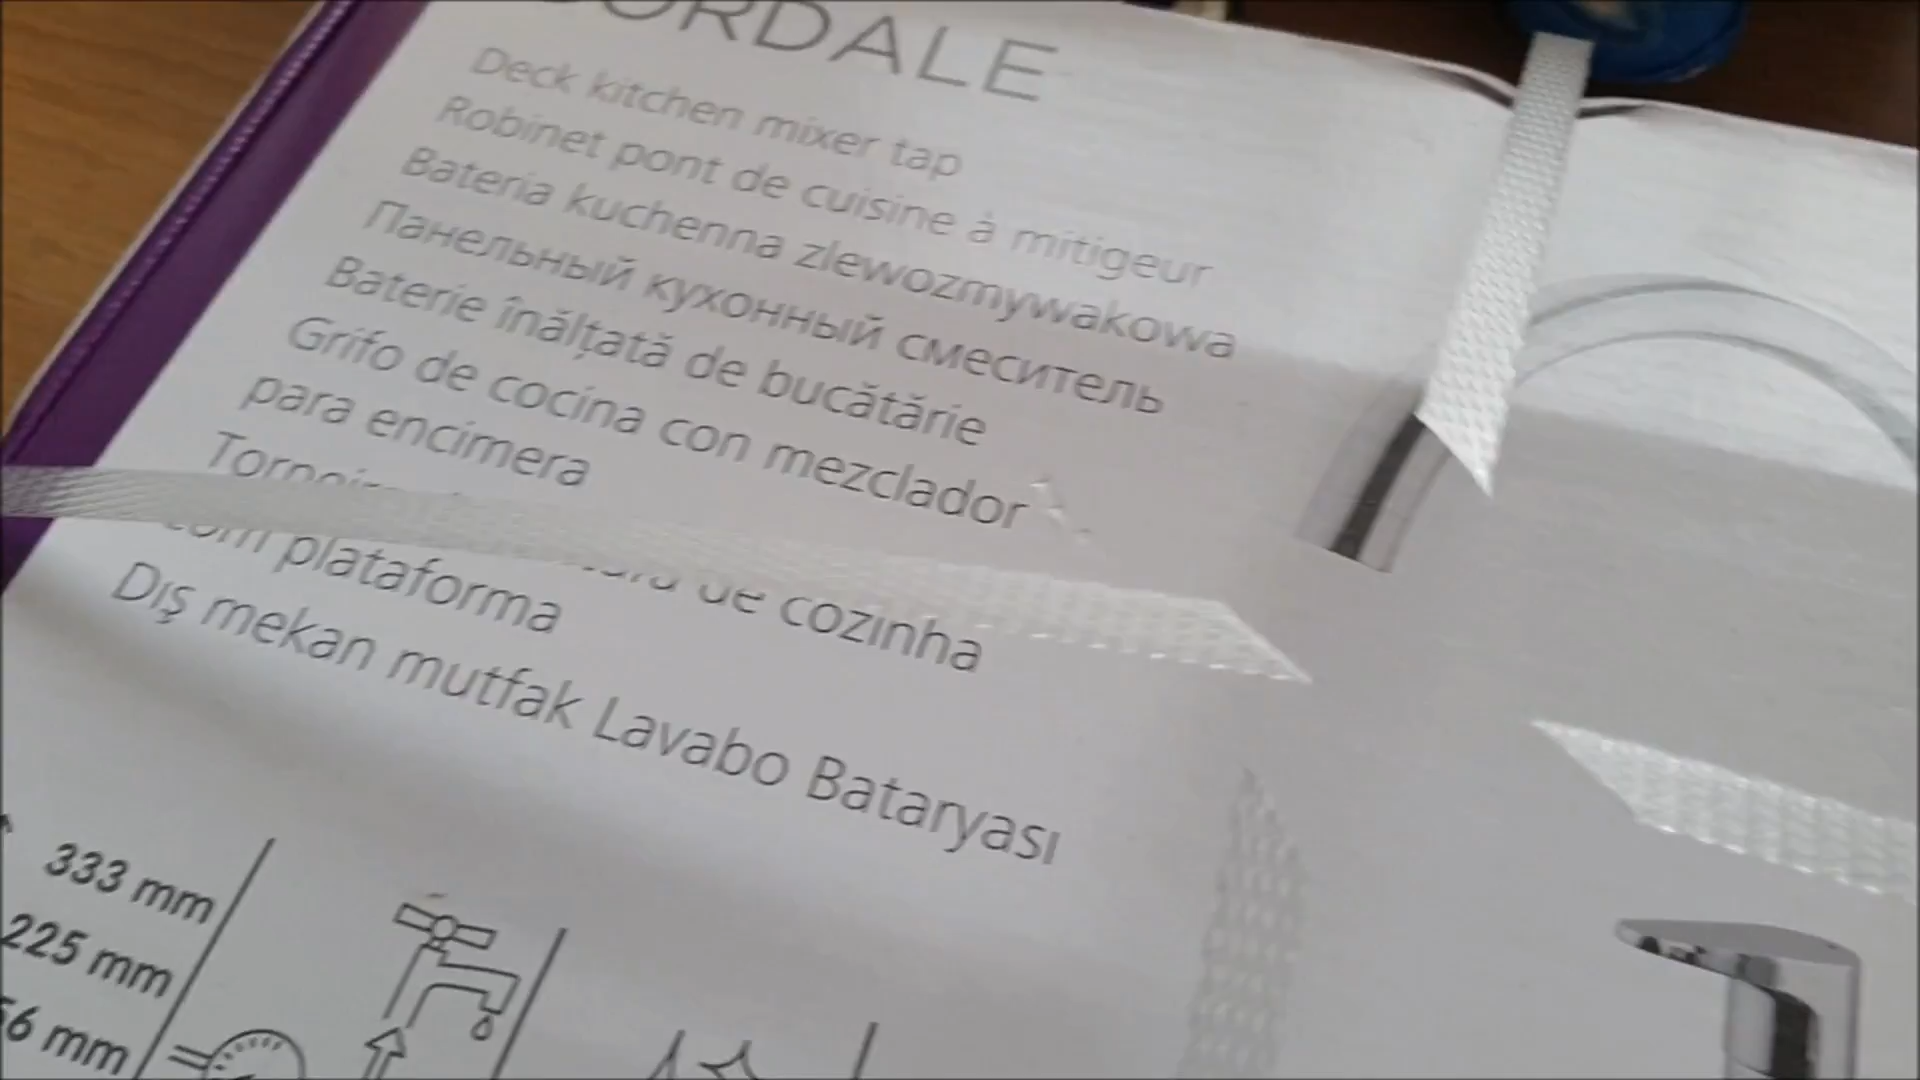 ORDALE
Deck kitchen mixer tap
Robinet pont de cuisine à mitigeur
Bateria kuchenna zlewozmywakowa
Панельный кухонный смеситель
Baterie înălțată de bucătărie
Grifo de cocina con mezclador
para encimera
de cozinha
com plataforma
Dış mekan mutfak Lavabo Bataryası
333 mm
225 mm
56 mm